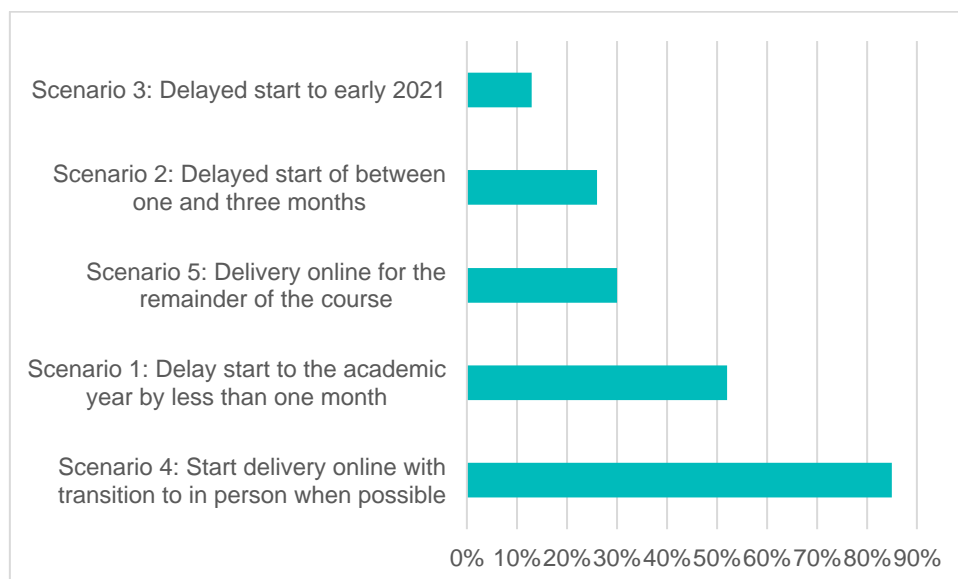 Scenario 3: Delayed start to early 2021
Scenario 2: Delayed start of between
one and three months
Scenario 5: Delivery online for the
remainder of the course
Scenario 1: Delay start to the academic
year by less than one month
Scenario 4: Start delivery online with
transition to in person when possible
0% 10% 20% 30% 40% 50% 60% 70% 80% 90%